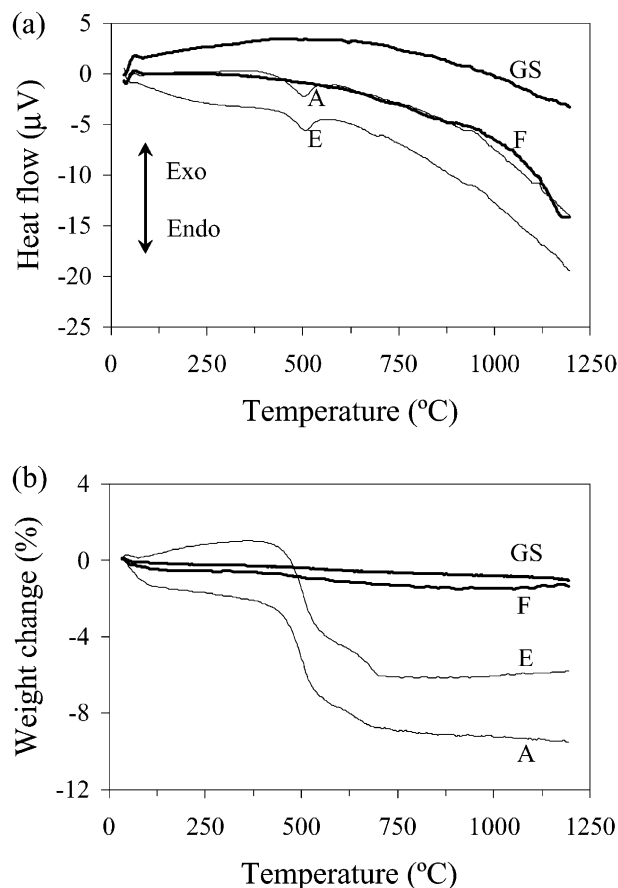 (a)
5
0
-5
-10
-15
-20
-25
Heat flow (µV)
GS
A
F
E
Exo
Endo
0
250
500
750
1000
1250
Temperature (ºC)
(b)
4
0
-4
-8
-12
Weight change (%)
GS
F
E
A
0
250
500
750
1000
1250
Temperature (ºC)